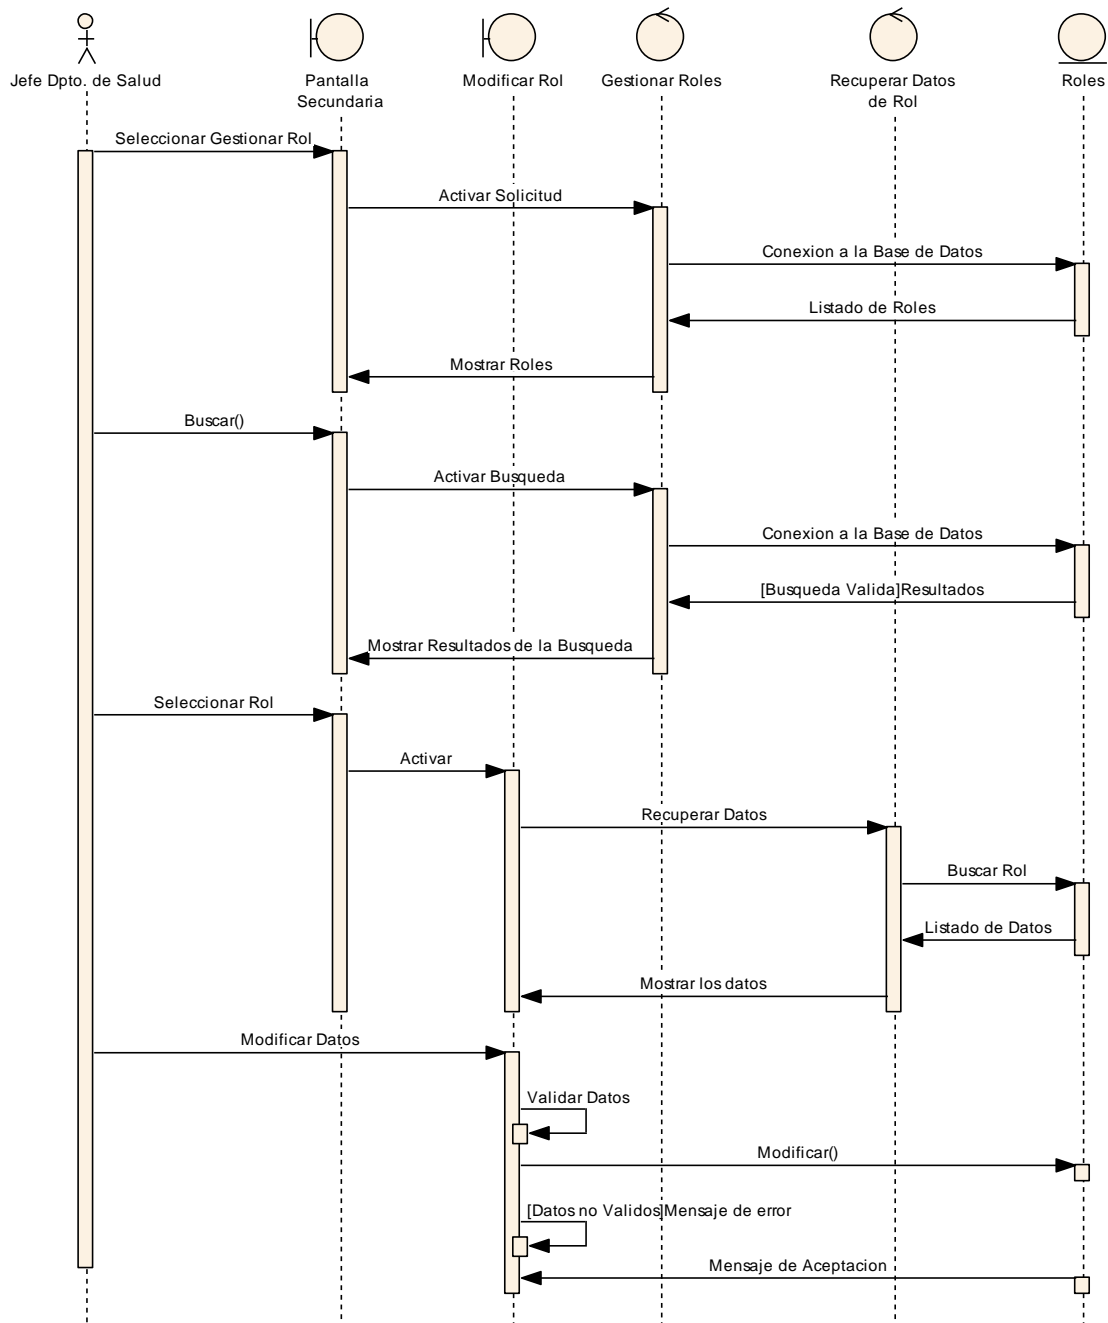 Jefe Dpto. de Salud
Pantalla
Secundaria
Modificar Rol
Gestionar Roles
Recuperar Datos
de Rol
Roles
Seleccionar Gestionar Rol
Activar Solicitud
Conexion a la Base de Datos
Listado de Roles
Mostrar Roles
Buscar()
Activar Busqueda
Conexion a la Base de Datos
[Busqueda Valida]Resultados
Mostrar Resultados de la Busqueda
Seleccionar Rol
Activar
Recuperar Datos
Buscar Rol
Listado de Datos
Mostrar los datos
Modificar Datos
Validar Datos
Modificar()
[Datos no Validos]Mensaje de error
Mensaje de Aceptacion